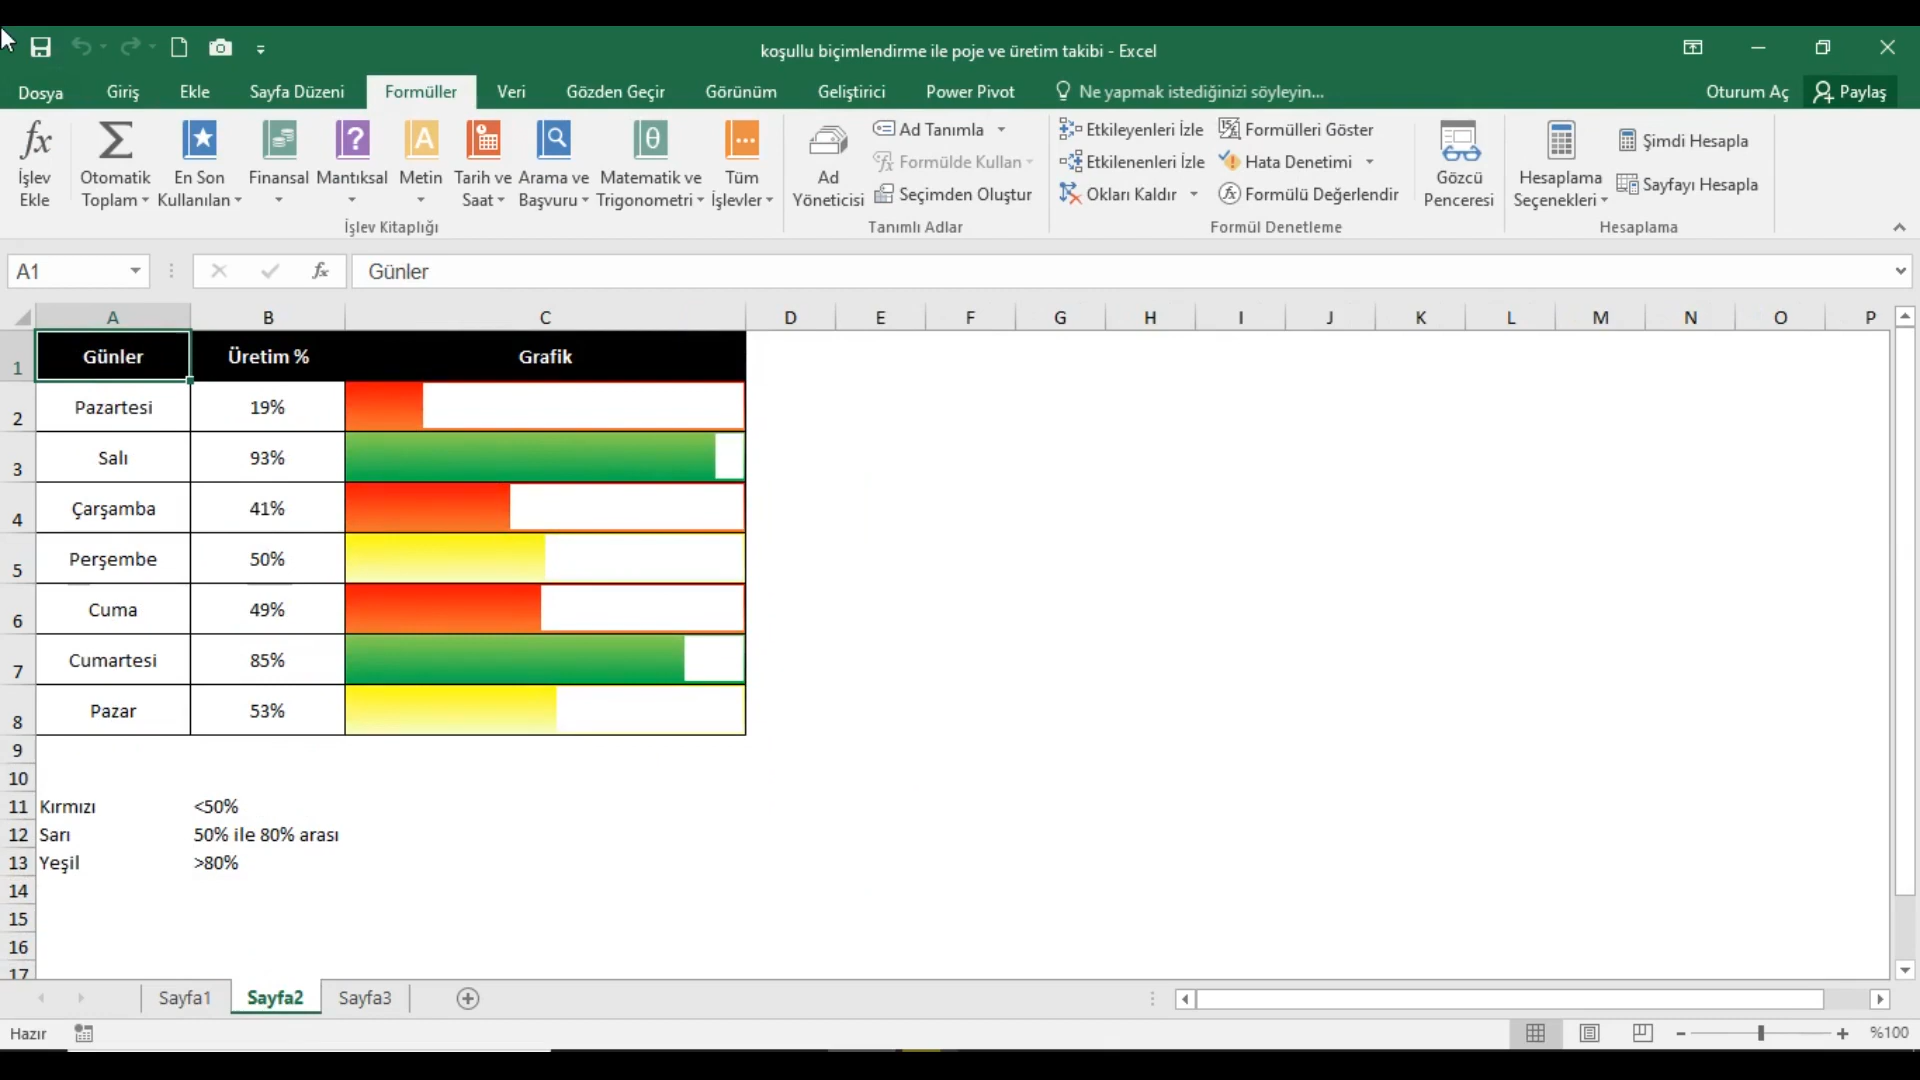 koşullu biçimlendirme ile poje ve üretim takibi - Excel
Dosya Giriş Ekle Sayfa Düzeni Formüller Veri Gözden Geçir Görünüm Geliştirici Power Pivot Ne yapmak istediğinizi söyleyin... Oturum Aç Paylaş
İşlev Ekle
Otomatik Toplam
En Son Kullanılan
Finansal
Mantıksal
Metin
Tarih ve Saat
Arama ve Başvuru
Matematik ve Trigonometri
Tüm İşlevler
İşlev Kitaplığı
Ad Yöneticisi
Ad Tanımla
Formülde Kullan
Seçimden Oluştur
Tanımlı Adlar
Etkileyenleri İzle
Etkilenenleri İzle
Okları Kaldır
Formülleri Göster
Hata Denetimi
Formülü Değerlendir
Formül Denetleme
Gözcü Penceresi
Hesaplama Seçenekleri
Şimdi Hesapla
Sayfayı Hesapla
Hesaplama
A1 fx Günler
A B C D E F G H I J K L M N O P
1 Günler Üretim % Grafik
2 Pazartesi 19%
3 Salı 93%
4 Çarşamba 41%
5 Perşembe 50%
6 Cuma 49%
7 Cumartesi 85%
8 Pazar 53%
9
10
11 Kırmızı <50%
12 Sarı 50% ile 80% arası
13 Yeşil >80%
14
15
16
17
Sayfa1 Sayfa2 Sayfa3
Hazır %100